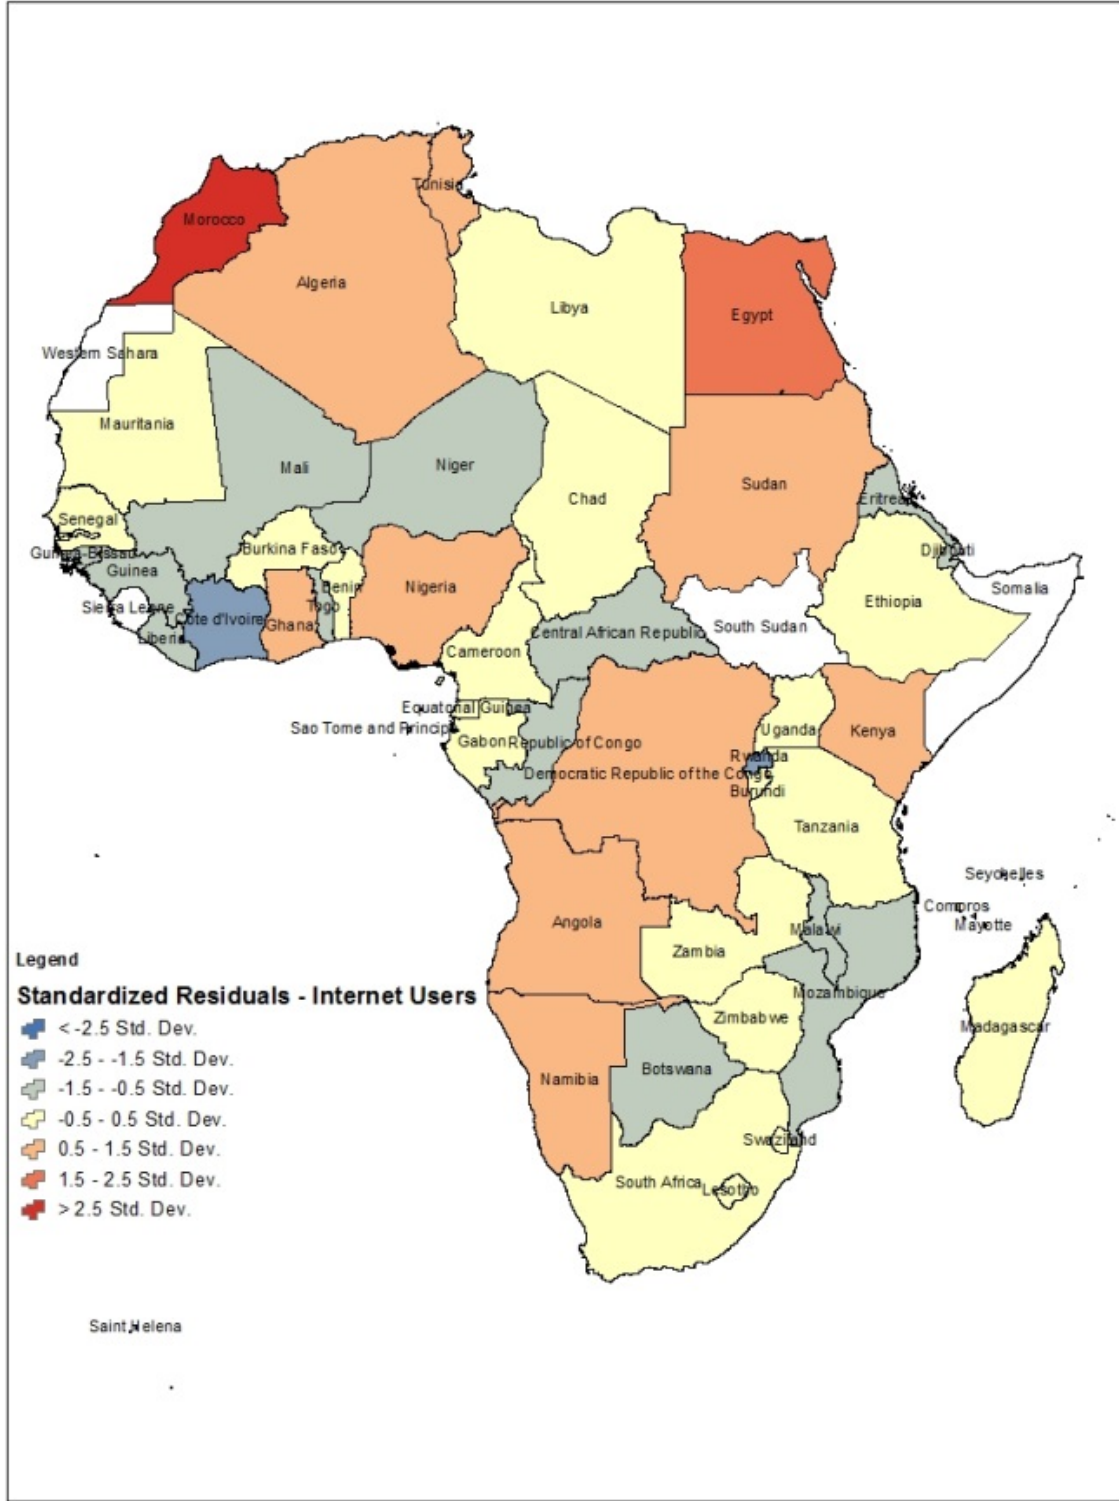 Tunisia
Morocco
Algeria
Libya
Egypt
Western Sahara
Mauritania
Mali
Niger
Chad
Sudan
Eritrea
Senegal
Guinea-Bissau
Guinea
Burkina Faso
Djibouti
Benin
Nigeria
Ethiopia
Somalia
Sierra Leone
Togo
Cote d'Ivoire
Ghana
South Sudan
Liberia
Central African Republic
Cameroon
Equatorial Guinea
Sao Tome and Principe
Gabon
Republic of Congo
Uganda
Kenya
Rwanda
Democratic Republic of the Congo
Burundi
Tanzania
Seychelles
Comoros
Mayotte
Angola
Malawi
Zambia
Mozambique
Zimbabwe
Madagascar
Botswana
Namibia
Swaziland
South Africa
Lesotho
Legend
Standardized Residuals - Internet Users
< -2.5 Std. Dev.
-2.5 - -1.5 Std. Dev.
-1.5 - -0.5 Std. Dev.
-0.5 - 0.5 Std. Dev.
0.5 - 1.5 Std. Dev.
1.5 - 2.5 Std. Dev.
> 2.5 Std. Dev.
Saint Helena